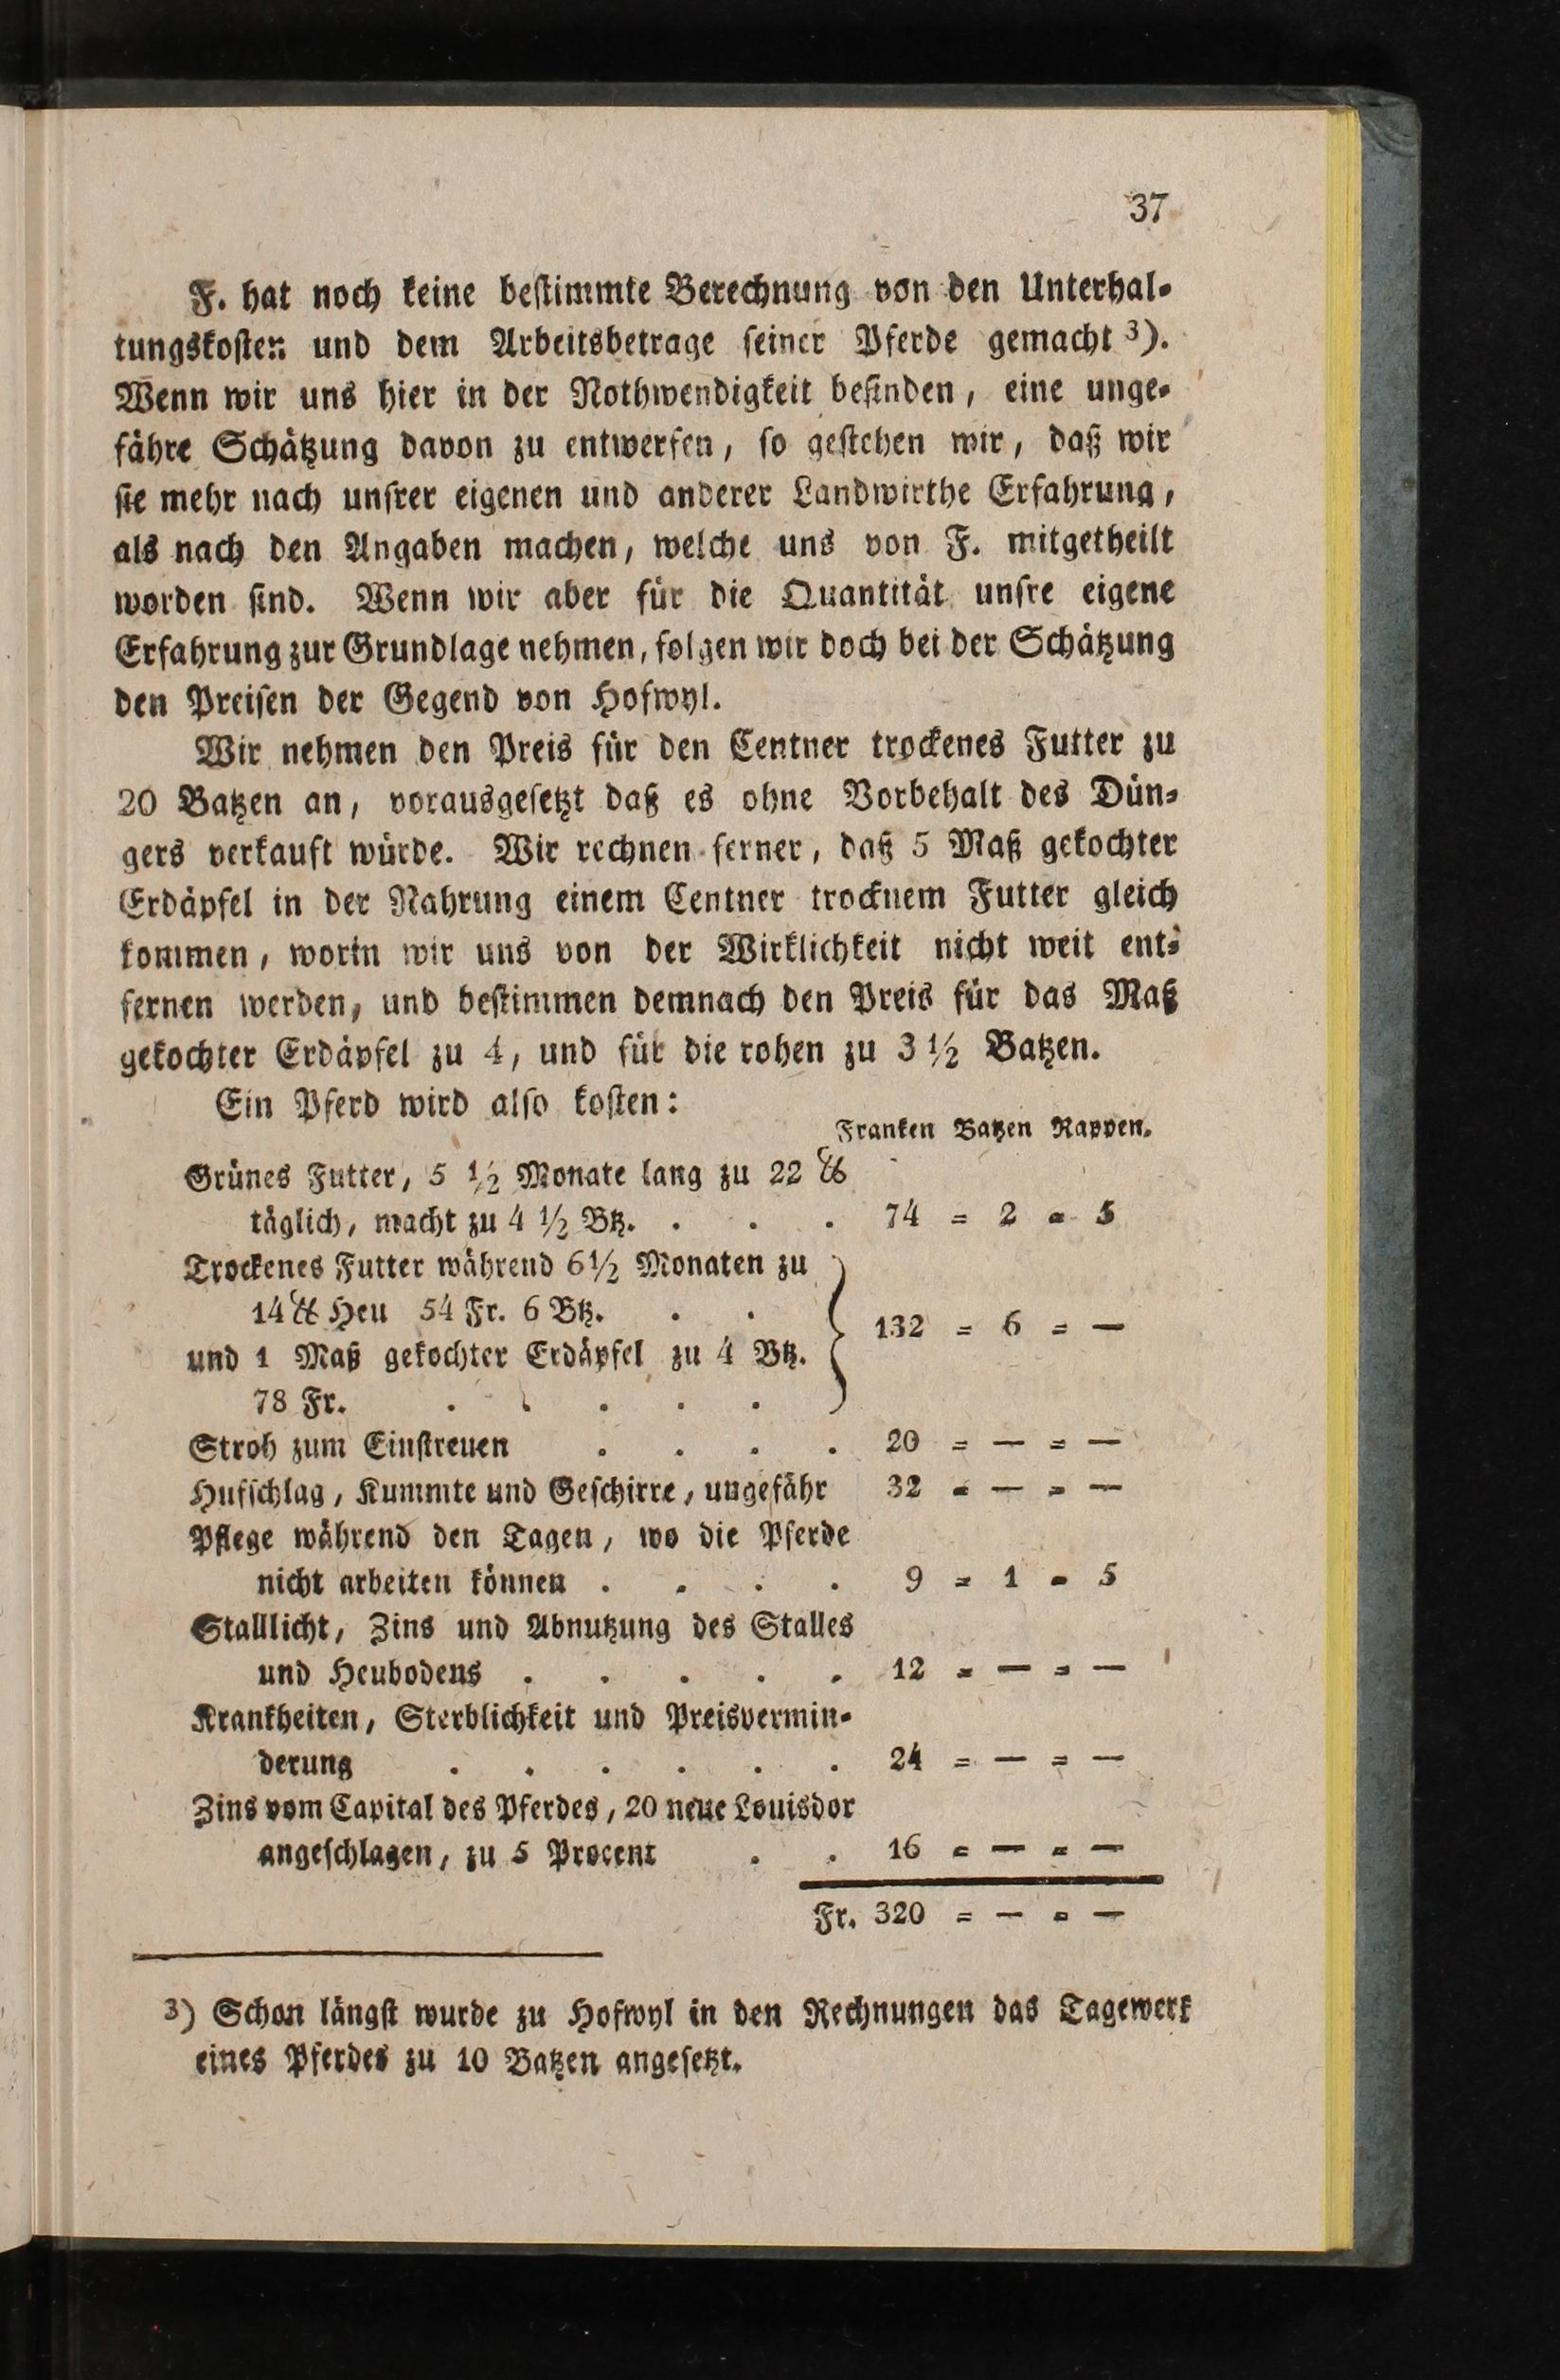 37
F. hat noch keine bestimmte Berechnung von den Unterhal-
tungskosten und dem Arbeitsbetrage seiner Pferde gemacht ³).
Wenn wir uns hier in der Nothwendigkeit befinden, eine unge-
fähre Schätzung davon zu entwerfen, so gestehen wir, daß wir
sie mehr nach unsrer eigenen und anderer Landwirthe Erfahrung,
als nach den Angaben machen, welche uns von F. mitgetheilt
worden sind. Wenn wir aber für die Quantität unsre eigene
Erfahrung zur Grundlage nehmen, folgen wir doch bei der Schätzung
den Preisen der Gegend von Hofwyl.
Wir nehmen den Preis für den Centner trockenes Futter zu
20 Batzen an, vorausgesetzt daß es ohne Vorbehalt des Dün-
gers verkauft würde. Wir rechnen ferner, daß 5 Maß gekochter
Erdäpfel in der Nahrung einem Centner trocknem Futter gleich
kommen, worin wir uns von der Wirklichkeit nicht weit ent-
fernen werden, und bestimmen demnach den Preis für das Maß
gekochter Erdäpfel zu 4, und für die rohen zu 3 ½ Batzen.
Ein Pferd wird also kosten:
Franken Batzen Rappen.
Grünes Futter, 5 ½ Monate lang zu 22 ℔
täglich, macht zu 4 ½ Btz. . . . 74 = 2 = 5
Trockenes Futter während 6 ½ Monaten zu
14 ℔ Heu 54 Fr. 6 Btz. . . } 132 = 6 = —
und 1 Maß gekochter Erdäpfel zu 4 Btz.
78 Fr. . . . . .
Stroh zum Einstreuen . . . . 20 = — = —
Hufschlag, Kummte und Geschirre, ungefähr 32 = — = —
Pflege während den Tagen, wo die Pferde
nicht arbeiten können . . . . 9 = 1 = 5
Stalllicht, Zins und Abnutzung des Stalles
und Heubodens . . . . . 12 = — = —
Krankheiten, Sterblichkeit und Preisvermin-
derung . . . . . . 24 = — = —
Zins vom Capital des Pferdes, 20 neue Louisdor
angeschlagen, zu 5 Procent . . 16 = — = —
Fr. 320 = — = —
3) Schon längst wurde zu Hofwyl in den Rechnungen das Tagewerk
eines Pferdes zu 10 Batzen angesetzt.